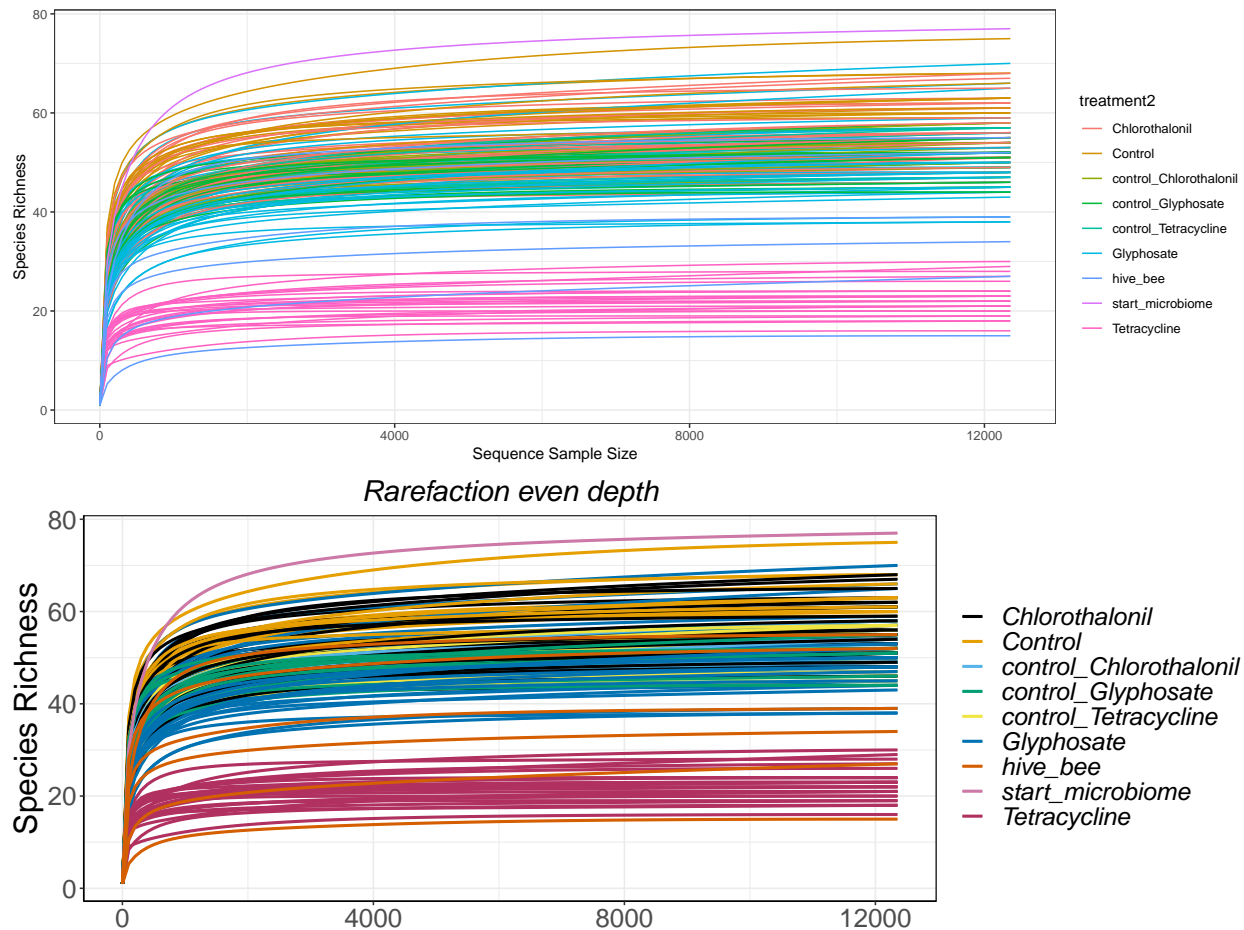 80
60
40
20
0
Species Richness
0 4000 8000 12000
Sequence Sample Size
treatment2
Chlorothalonil
Control
control_Chlorothalonil
control_Glyphosate
control_Tetracycline
Glyphosate
hive_bee
start_microbiome
Tetracycline
Rarefaction even depth
80
60
40
20
0
Species Richness
0 4000 8000 12000
Chlorothalonil
Control
control_Chlorothalonil
control_Glyphosate
control_Tetracycline
Glyphosate
hive_bee
start_microbiome
Tetracycline